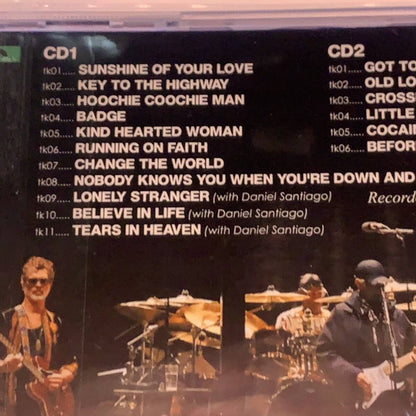 CD1
tk01..... SUNSHINE OF YOUR LOVE
tk02..... KEY TO THE HIGHWAY
tk03..... HOOCHIE COOCHIE MAN
tk04..... BADGE
tk05..... KIND HEARTED WOMAN
tk06..... RUNNING ON FAITH
tk07..... CHANGE THE WORLD
tk08..... NOBODY KNOWS YOU WHEN YOU'RE DOWN AND
tk09..... LONELY STRANGER (with Daniel Santiago)
tk10..... BELIEVE IN LIFE (with Daniel Santiago)
tk11..... TEARS IN HEAVEN (with Daniel Santiago)
CD2
tk01..... GOT TO
tk02..... OLD LO
tk03..... CROSS
tk04..... LITTLE
tk05..... COCAI
tk06..... BEFOR
Record